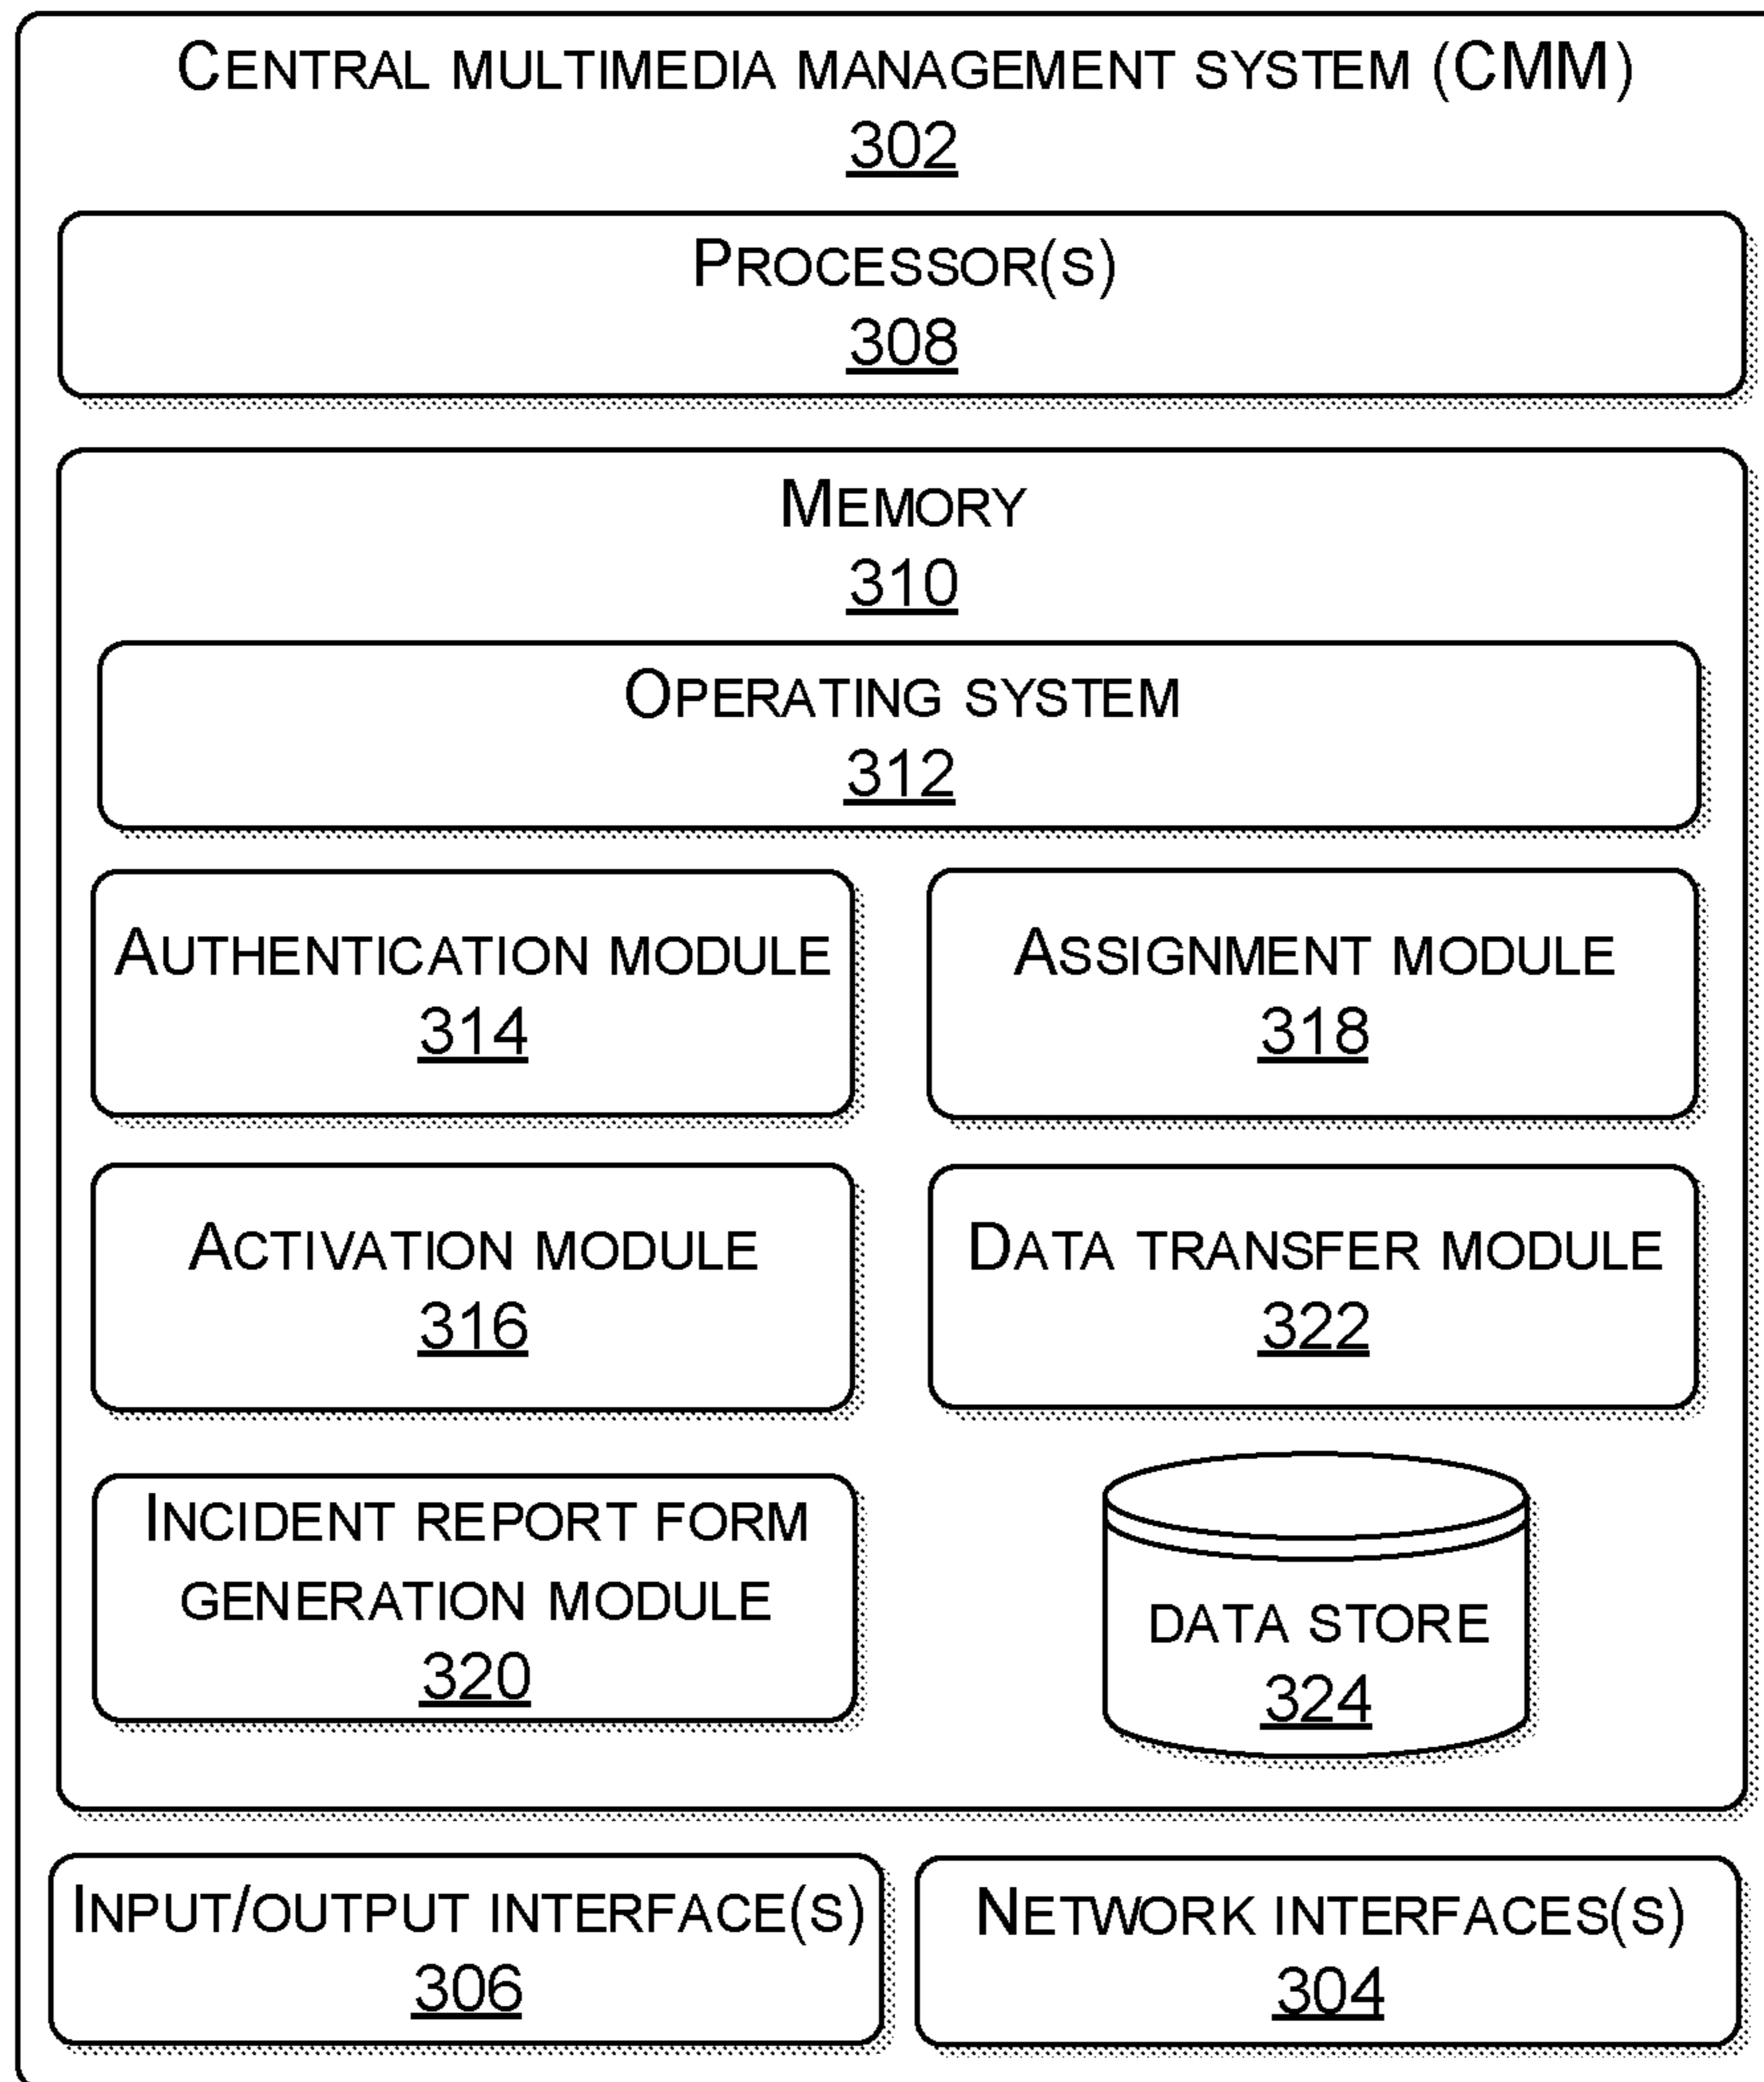 CENTRAL MULTIMEDIA MANAGEMENT SYSTEM (CMM)
302
PROCESSOR(S)
308
MEMORY
310
OPERATING SYSTEM
312
AUTHENTICATION MODULE
314
ASSIGNMENT MODULE
318
ACTIVATION MODULE
316
DATA TRANSFER MODULE
322
INCIDENT REPORT FORM
GENERATION MODULE
320
DATA STORE
324
INPUT/OUTPUT INTERFACE(S)
306
NETWORK INTERFACES(S)
304